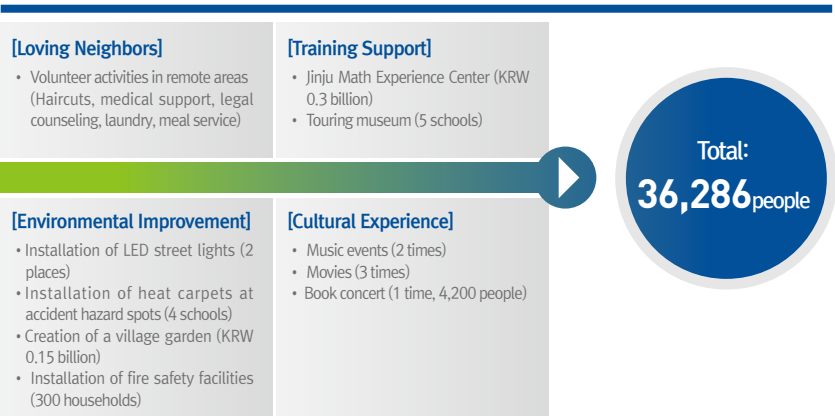 [Loving Neighbors]
• Volunteer activities in remote areas
(Haircuts, medical support, legal
counseling, laundry, meal service)
[Training Support]
• Jinju Math Experience Center (KRW
0.3 billion)
• Touring museum (5 schools)
[Environmental Improvement]
• Installation of LED street lights (2
places)
• Installation of heat carpets at
accident hazard spots (4 schools)
• Creation of a village garden (KRW
0.15 billion)
• Installation of fire safety facilities
(300 households)
[Cultural Experience]
• Music events (2 times)
• Movies (3 times)
• Book concert (1 time, 4,200 people)
Total:
36,286people